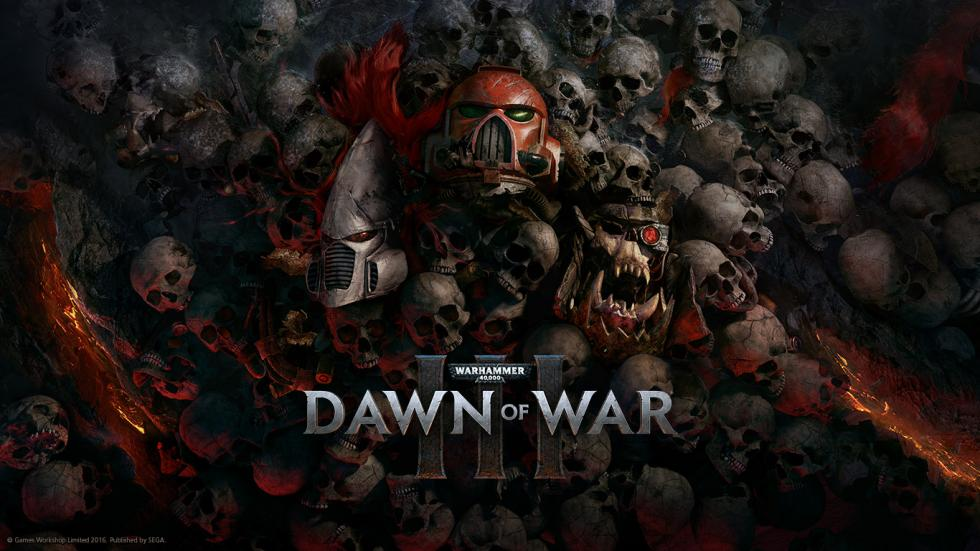 WARHAMMER
40,000
III
DAWN OF WAR
© Games Workshop Limited 2016. Published by SEGA.